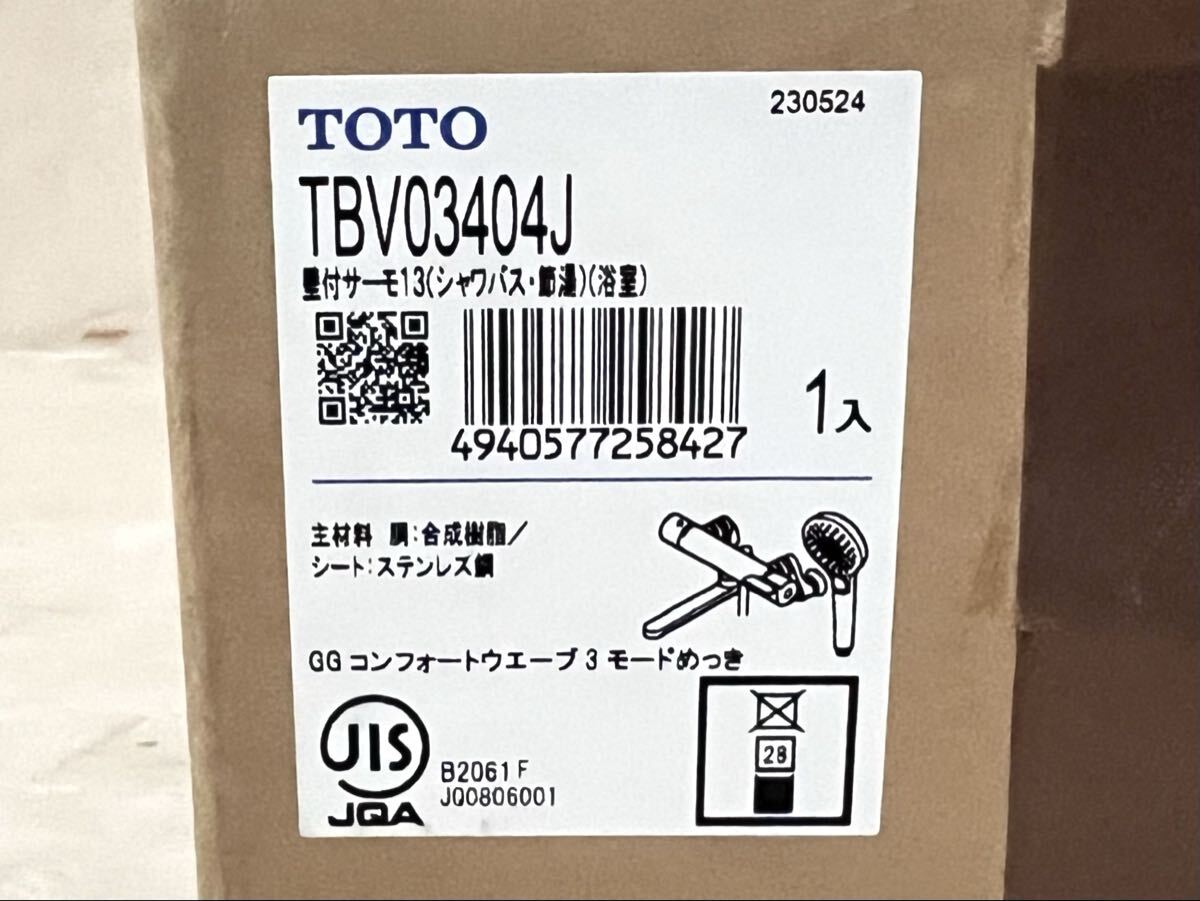 230524
TOTO
TBV03404J
壁付サーモ13(シャワバス・節湯)(浴室)
4940577258427
1入
主材料 胴:合成樹脂/
シート:ステンレス鋼
GGコンフォートウエーブ3モードめっき
JIS
JQA
B2061 F
JQ0806001
28